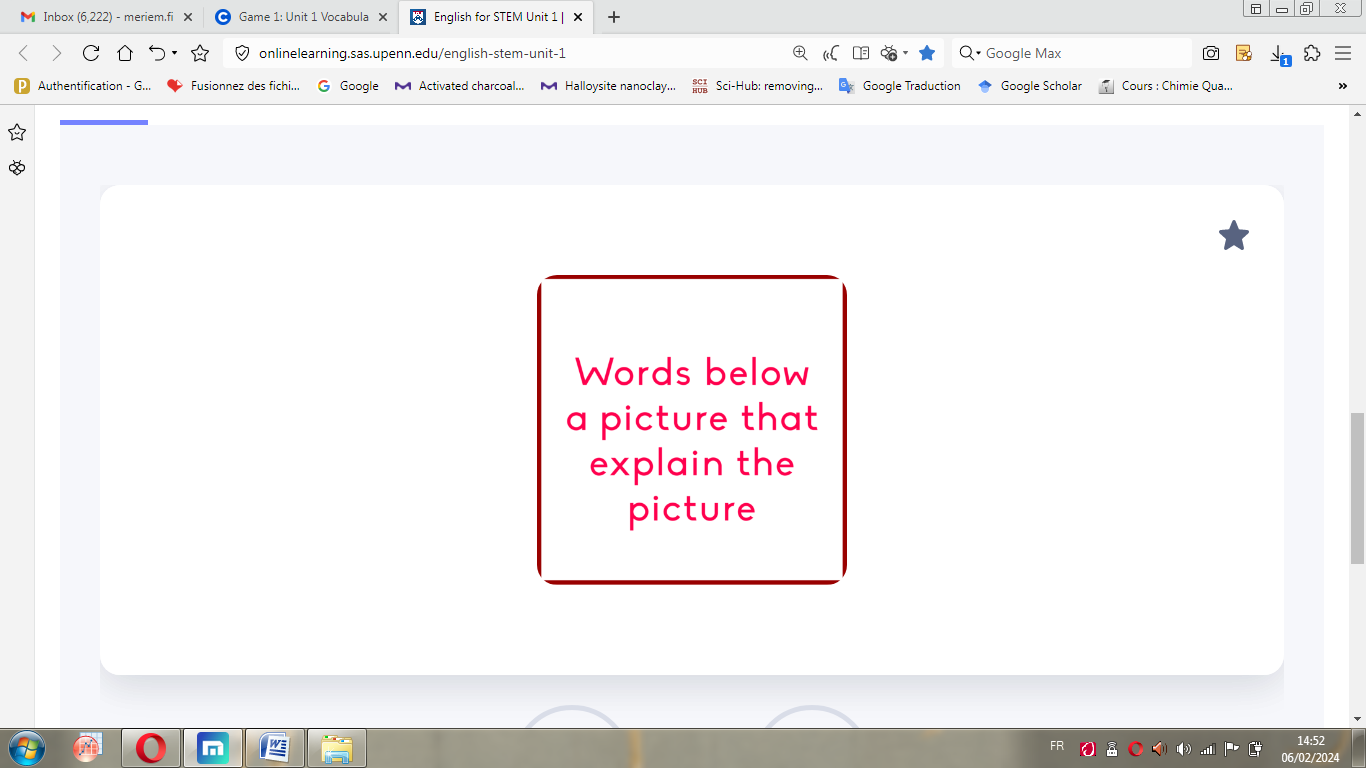 Inbox (6,222) - meriem.fi
Game 1: Unit 1 Vocabula
English for STEM Unit 1 |
onlinelearning.sas.upenn.edu/english-stem-unit-1
Google Max
1
P Authentification - G...
Fusionnez des fichi...
G Google
Activated charcoal...
Halloysite nanoclay...
SCI HUB Sci-Hub: removing...
Google Traduction
Google Scholar
Cours : Chimie Qua...
Words below
a picture that
explain the
picture
FR
14:52
06/02/2024